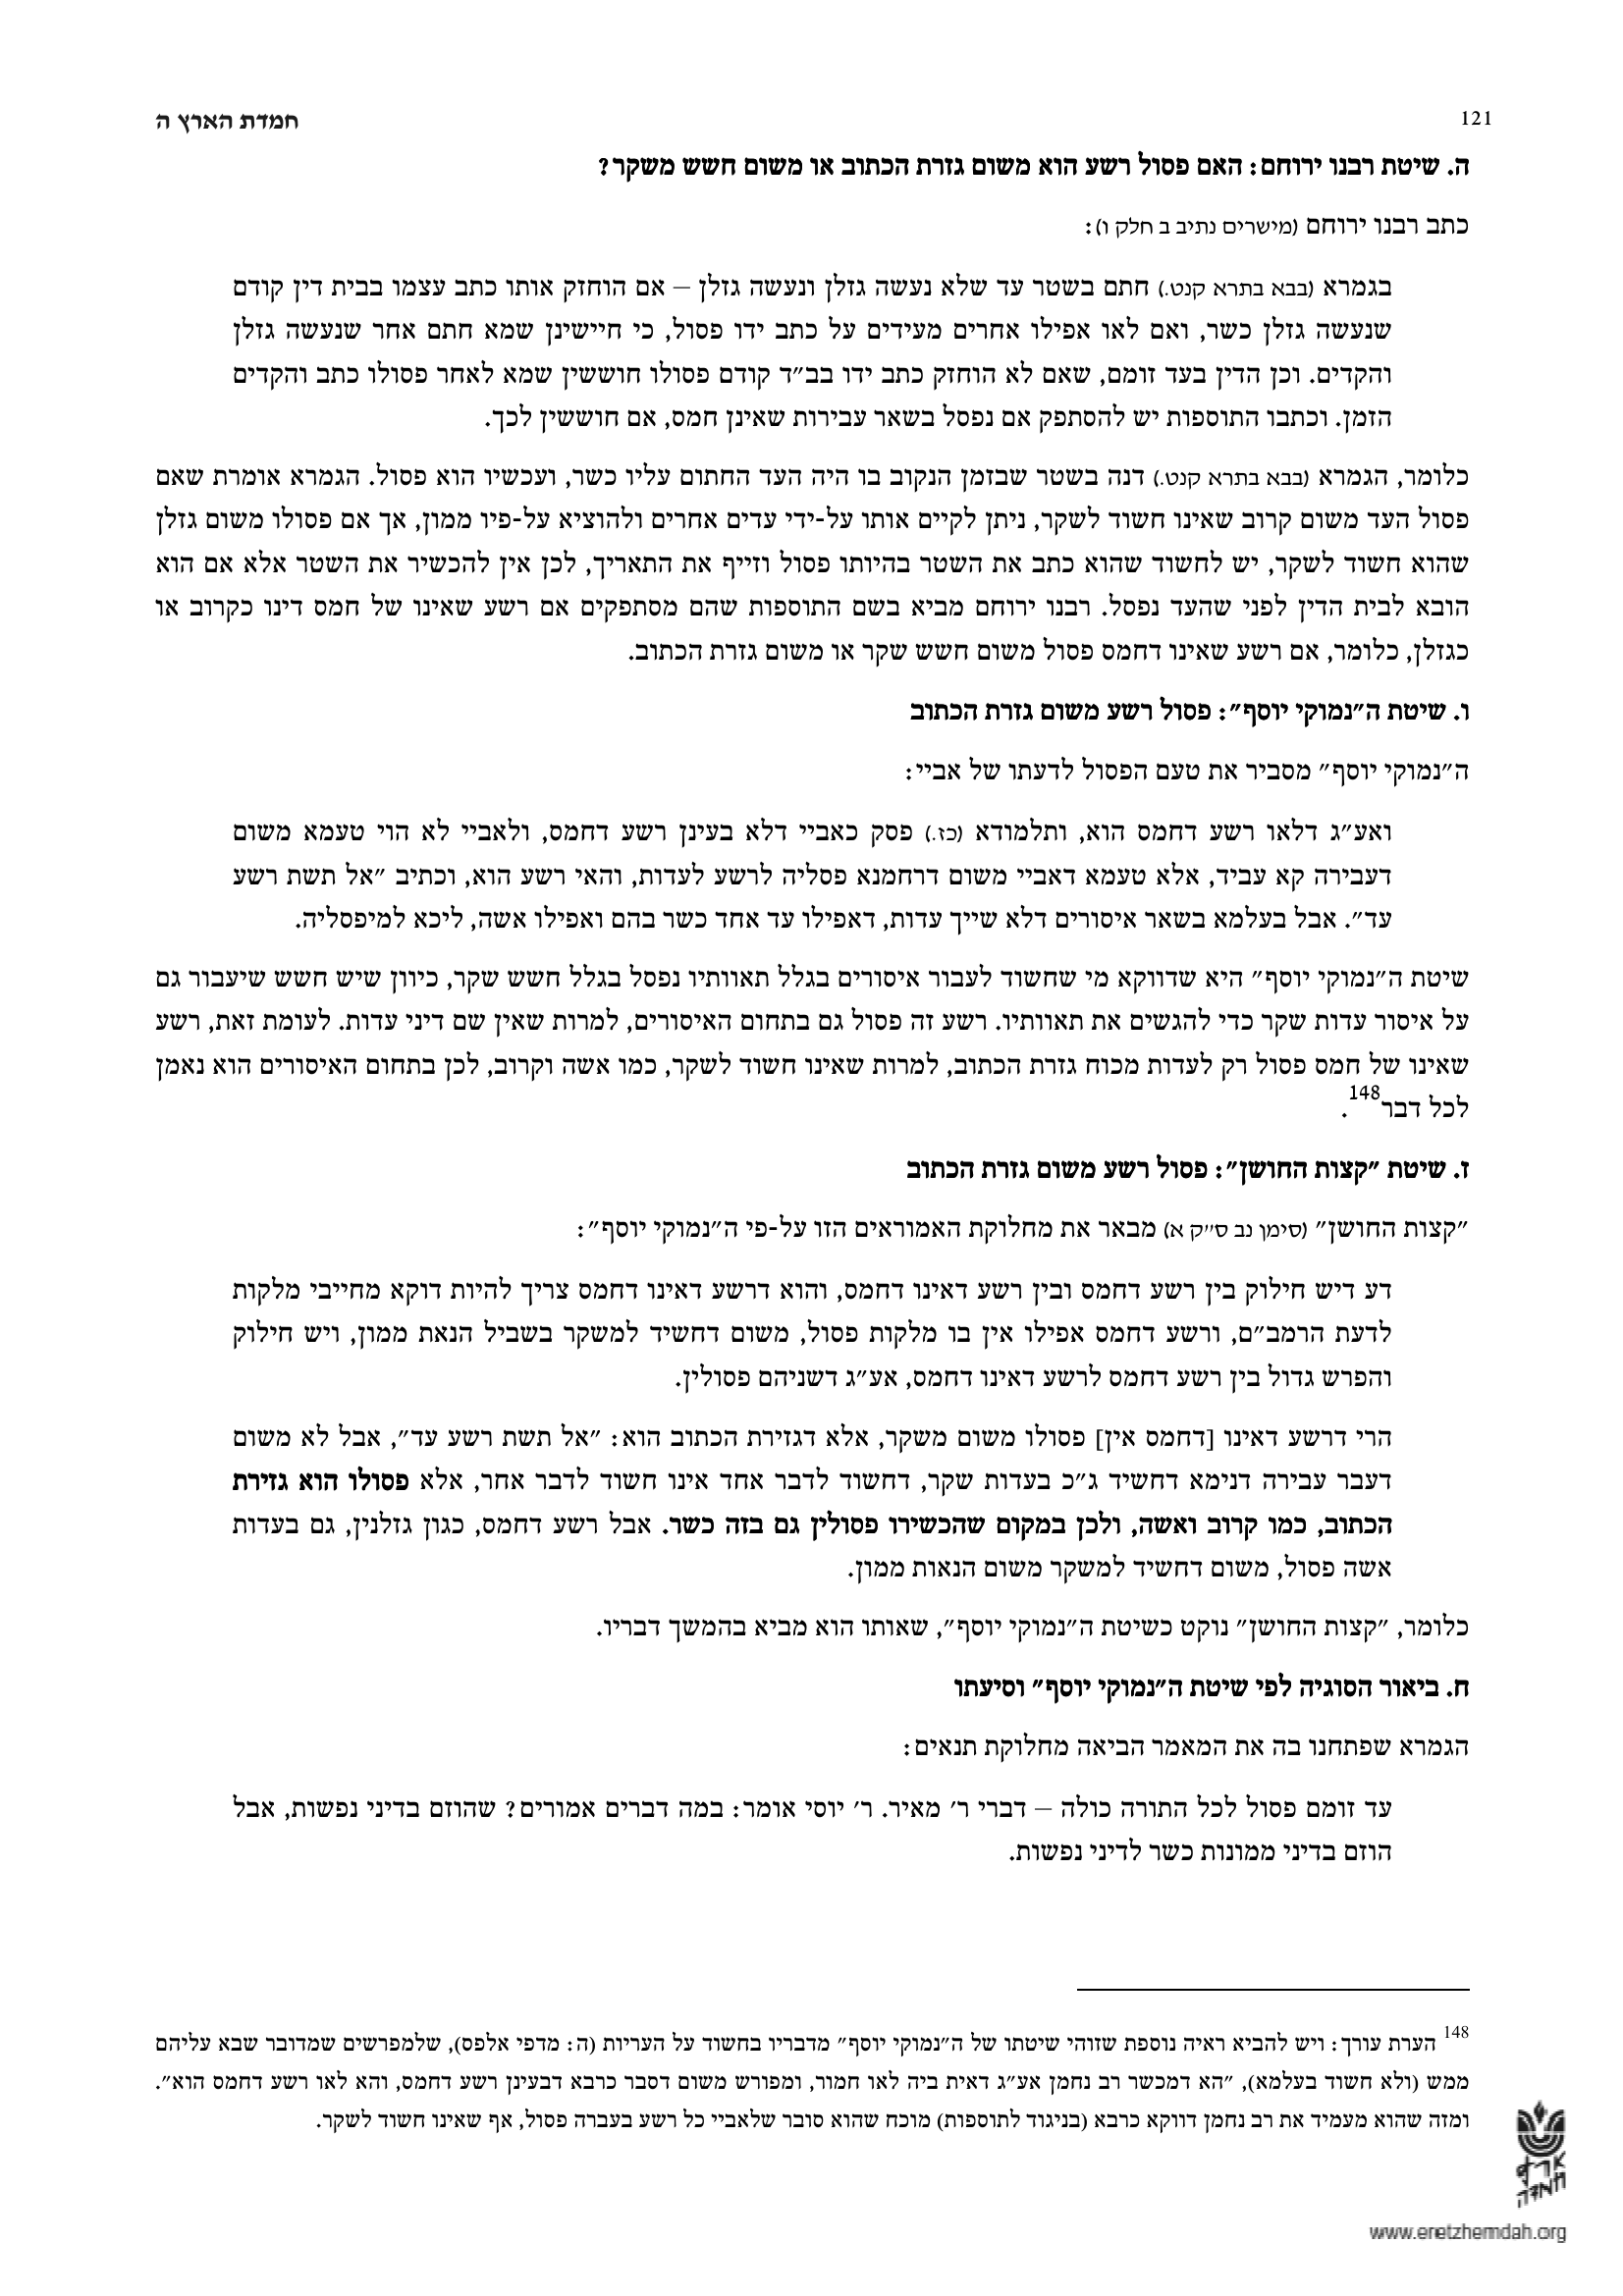 121
חמדת הארץ ה
ה. שיטת רבנו ירוחם: האם פסול רשע הוא משום גזרת הכתוב או משום חשש משקר?
כתב רבנו ירוחם (מישרים נתיב ב חלק ו):
בגמרא (בבא בתרא קנט.) חתם בשטר עד שלא נעשה גזלן ונעשה גזלן – אם הוחזק אותו כתב עצמו בבית דין קודם
שנעשה גזלן כשר, ואם לאו אפילו אחרים מעידים על כתב ידו פסול, כי חיישינן שמא חתם אחר שנעשה גזלן
והקדים. וכן הדין בעד זומם, שאם לא הוחזק כתב ידו בב״ד קודם פסולו חוששין שמא לאחר פסולו כתב והקדים
הזמן. וכתבו התוספות יש להסתפק אם נפסל בשאר עבירות שאינן חמס, אם חוששין לכך.
כלומר, הגמרא (בבא בתרא קנט.) דנה בשטר שבזמן הנקוב בו היה העד החתום עליו כשר, ועכשיו הוא פסול. הגמרא אומרת שאם
פסול העד משום קרוב שאינו חשוד לשקר, ניתן לקיים אותו על-ידי עדים אחרים ולהוציא על-פיו ממון, אך אם פסולו משום גזלן
שהוא חשוד לשקר, יש לחשוד שהוא כתב את השטר בהיותו פסול וזייף את התאריך, לכן אין להכשיר את השטר אלא אם הוא
הובא לבית הדין לפני שהעד נפסל. רבנו ירוחם מביא בשם התוספות שהם מסתפקים אם רשע שאינו של חמס דינו כקרוב או
כגזלן, כלומר, אם רשע שאינו דחמס פסול משום חשש שקר או משום גזרת הכתוב.
ו. שיטת ה״נמוקי יוסף״: פסול רשע משום גזרת הכתוב
ה״נמוקי יוסף״ מסביר את טעם הפסול לדעתו של אביי:
ואע״ג דלאו רשע דחמס הוא, ותלמודא (כז.) פסק כאביי דלא בעינן רשע דחמס, ולאביי לא הוי טעמא משום
דעבירה קא עביד, אלא טעמא דאביי משום דרחמנא פסליה לרשע לעדות, והאי רשע הוא, וכתיב ״אל תשת רשע
עד״. אבל בעלמא בשאר איסורים דלא שייך עדות, דאפילו עד אחד כשר בהם ואפילו אשה, ליכא למיפסליה.
שיטת ה״נמוקי יוסף״ היא שדווקא מי שחשוד לעבור איסורים בגלל תאוותיו נפסל בגלל חשש שקר, כיוון שיש חשש שיעבור גם
על איסור עדות שקר כדי להגשים את תאוותיו. רשע זה פסול גם בתחום האיסורים, למרות שאין שם דיני עדות. לעומת זאת, רשע
שאינו של חמס פסול רק לעדות מכוח גזרת הכתוב, למרות שאינו חשוד לשקר, כמו אשה וקרוב, לכן בתחום האיסורים הוא נאמן
לכל דבר148.
ז. שיטת ״קצות החושן״: פסול רשע משום גזרת הכתוב
״קצות החושן״ (סימן נב ס״ק א) מבאר את מחלוקת האמוראים הזו על-פי ה״נמוקי יוסף״:
דע דיש חילוק בין רשע דחמס ובין רשע דאינו דחמס, והוא דרשע דאינו דחמס צריך להיות דוקא מחייבי מלקות
לדעת הרמב״ם, ורשע דחמס אפילו אין בו מלקות פסול, משום דחשיד למשקר בשביל הנאת ממון, ויש חילוק
והפרש גדול בין רשע דחמס לרשע דאינו דחמס, אע״ג דשניהם פסולין.
הרי דרשע דאינו [דחמס אין] פסולו משום משקר, אלא דגזירת הכתוב הוא: ״אל תשת רשע עד״, אבל לא משום
דעבר עבירה דנימא דחשיד ג״כ בעדות שקר, דחשוד לדבר אחד אינו חשוד לדבר אחר, אלא פסולו הוא גזירת
הכתוב, כמו קרוב ואשה, ולכן במקום שהכשירו פסולין גם בזה כשר. אבל רשע דחמס, כגון גזלנין, גם בעדות
אשה פסול, משום דחשיד למשקר משום הנאות ממון.
כלומר, ״קצות החושן״ נוקט כשיטת ה״נמוקי יוסף״, שאותו הוא מביא בהמשך דבריו.
ח. ביאור הסוגיה לפי שיטת ה״נמוקי יוסף״ וסיעתו
הגמרא שפתחנו בה את המאמר הביאה מחלוקת תנאים:
עד זומם פסול לכל התורה כולה – דברי ר׳ מאיר. ר׳ יוסי אומר: במה דברים אמורים? שהוזם בדיני נפשות, אבל
הוזם בדיני ממונות כשר לדיני נפשות.
148 הערת עורך: ויש להביא ראיה נוספת שזוהי שיטתו של ה״נמוקי יוסף״ מדבריו בחשוד על העריות (ה: מדפי אלפס), שלמפרשים שמדובר שבא עליהם
ממש (ולא חשוד בעלמא), ״הא דמכשר רב נחמן אע״ג דאית ביה לאו חמור, ומפורש משום דסבר כרבא דבעינן רשע דחמס, והא לאו רשע דחמס הוא״.
ומזה שהוא מעמיד את רב נחמן דווקא כרבא (בניגוד לתוספות) מוכח שהוא סובר שלאביי כל רשע בעברה פסול, אף שאינו חשוד לשקר.
ארץ
חמדה
www.eretzhemdah.org